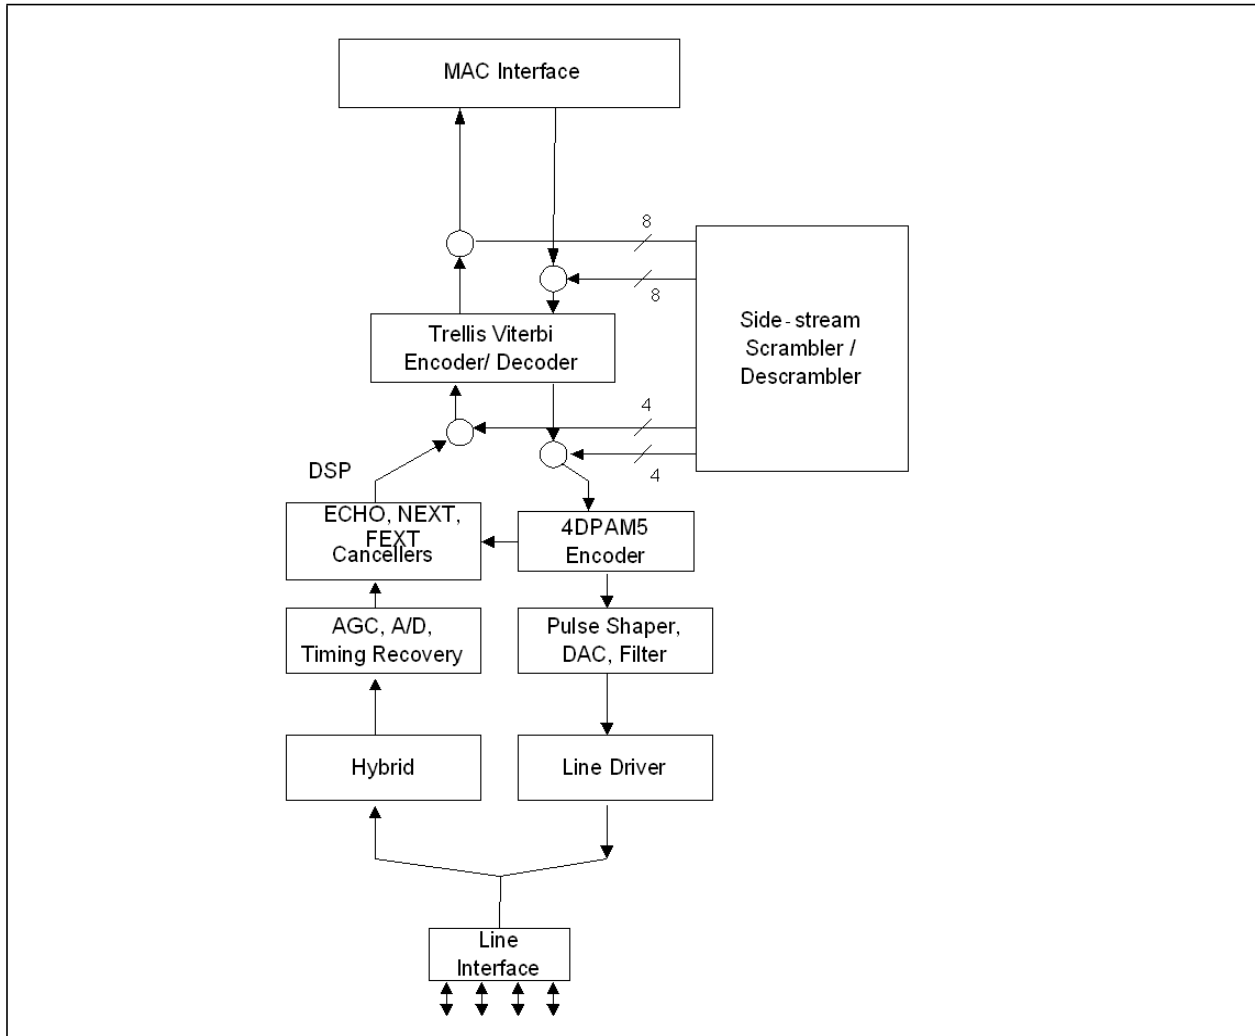 MAC Interface
8
8
Side-stream
Scrambler /
Descrambler
Trellis Viterbi
Encoder/ Decoder
4
4
DSP
ECHO, NEXT,
FEXT
Cancellers
4DPAM5
Encoder
AGC, A/D,
Timing Recovery
Pulse Shaper,
DAC, Filter
Hybrid
Line Driver
Line
Interface